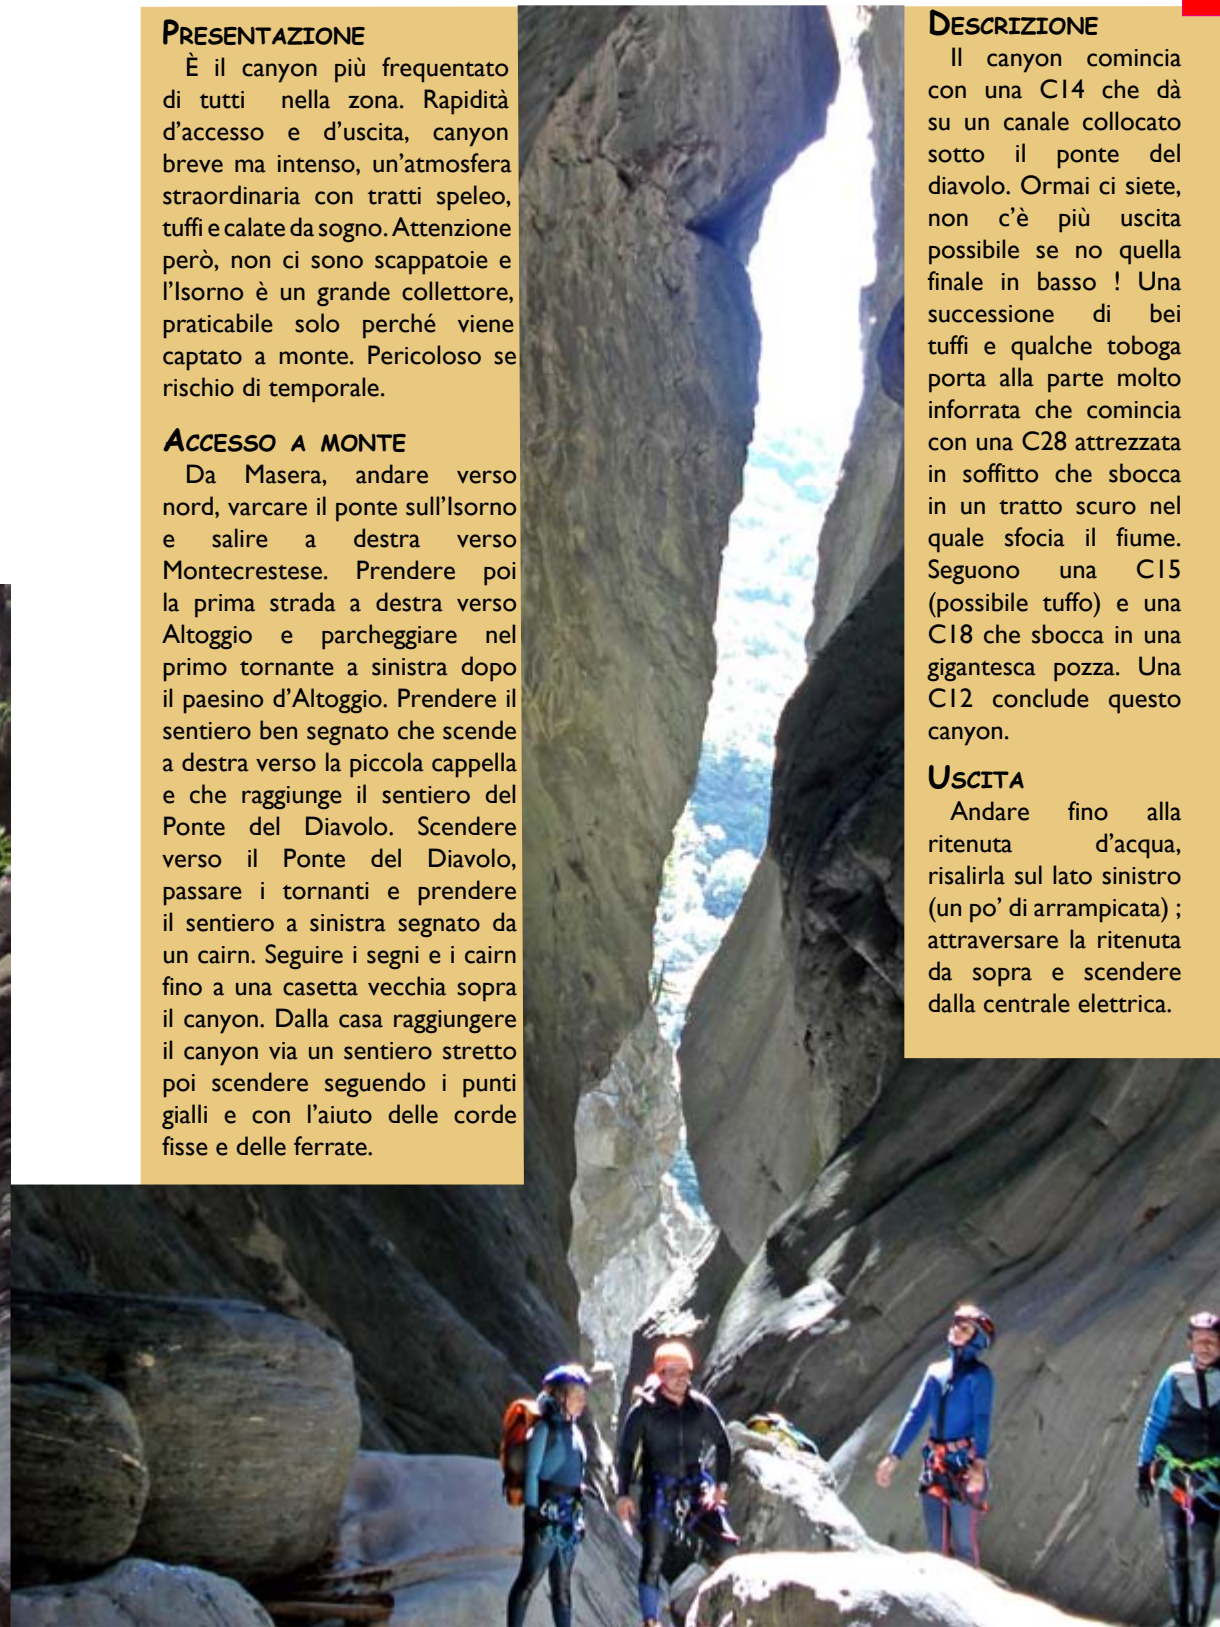 PRESENTAZIONE
È il canyon più frequentato
di tutti nella zona. Rapidità
d'accesso e d'uscita, canyon
breve ma intenso, un'atmosfera
straordinaria con tratti speleo,
tuffi e calate da sogno. Attenzione
però, non ci sono scappatoie e
l'Isorno è un grande collettore,
praticabile solo perché viene
captato a monte. Pericoloso se
rischio di temporale.
ACCESSO A MONTE
Da Masera, andare verso
nord, varcare il ponte sull'Isorno
e salire a destra verso
Montecrestese. Prendere poi
la prima strada a destra verso
Altoggio e parcheggiare nel
primo tornante a sinistra dopo
il paesino d'Altoggio. Prendere il
sentiero ben segnato che scende
a destra verso la piccola cappella
e che raggiunge il sentiero del
Ponte del Diavolo. Scendere
verso il Ponte del Diavolo,
passare i tornanti e prendere
il sentiero a sinistra segnato da
un cairn. Seguire i segni e i cairn
fino a una casetta vecchia sopra
il canyon. Dalla casa raggiungere
il canyon via un sentiero stretto
poi scendere seguendo i punti
gialli e con l'aiuto delle corde
fisse e delle ferrate.
DESCRIZIONE
Il canyon comincia
con una C14 che dà
su un canale collocato
sotto il ponte del
diavolo. Ormai ci siete,
non c'è più uscita
possibile se no quella
finale in basso ! Una
successione di bei
tuffi e qualche toboga
porta alla parte molto
inforrata che comincia
con una C28 attrezzata
in soffitto che sbocca
in un tratto scuro nel
quale sfocia il fiume.
Seguono una C15
(possibile tuffo) e una
C18 che sbocca in una
gigantesca pozza. Una
C12 conclude questo
canyon.
USCITA
Andare fino alla
ritenuta d'acqua,
risalirla sul lato sinistro
(un po' di arrampicata) ;
attraversare la ritenuta
da sopra e scendere
dalla centrale elettrica.